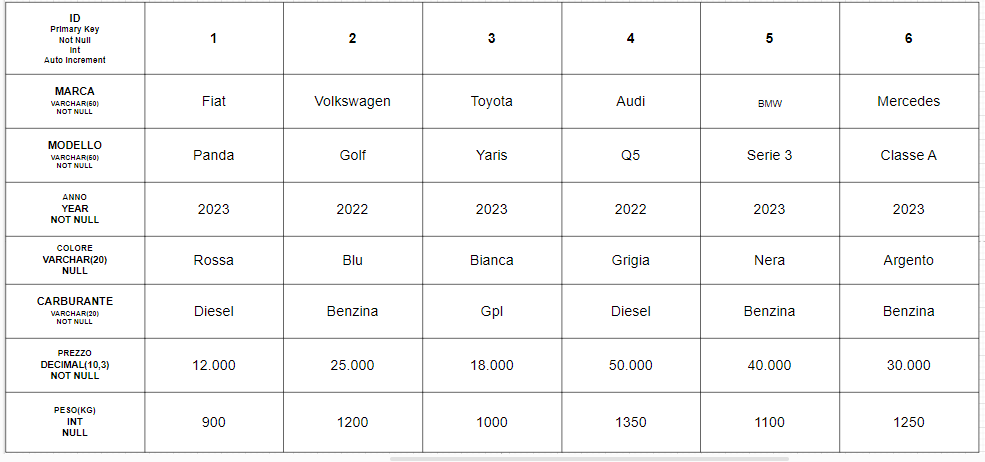 ID
Primary Key
Not Null
Int
Auto Increment
1 2 3 4 5 6
MARCA
VARCHAR(50)
NOT NULL
Fiat Volkswagen Toyota Audi BMW Mercedes
MODELLO
VARCHAR(50)
NOT NULL
Panda Golf Yaris Q5 Serie 3 Classe A
ANNO
YEAR
NOT NULL
2023 2022 2023 2022 2023 2023
COLORE
VARCHAR(20)
NULL
Rossa Blu Bianca Grigia Nera Argento
CARBURANTE
VARCHAR(20)
NOT NULL
Diesel Benzina Gpl Diesel Benzina Benzina
PREZZO
DECIMAL(10,3)
NOT NULL
12.000 25.000 18.000 50.000 40.000 30.000
PESO(KG)
INT
NULL
900 1200 1000 1350 1100 1250